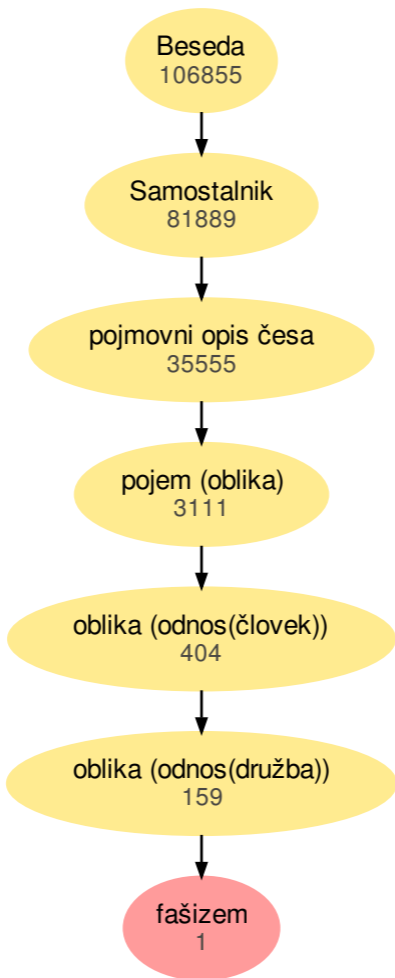 Beseda
106855
Samostalnik
81889
pojmovni opis česa
35555
pojem (oblika)
3111
oblika (odnos(človek))
404
oblika (odnos(družba))
159
fašizem
1